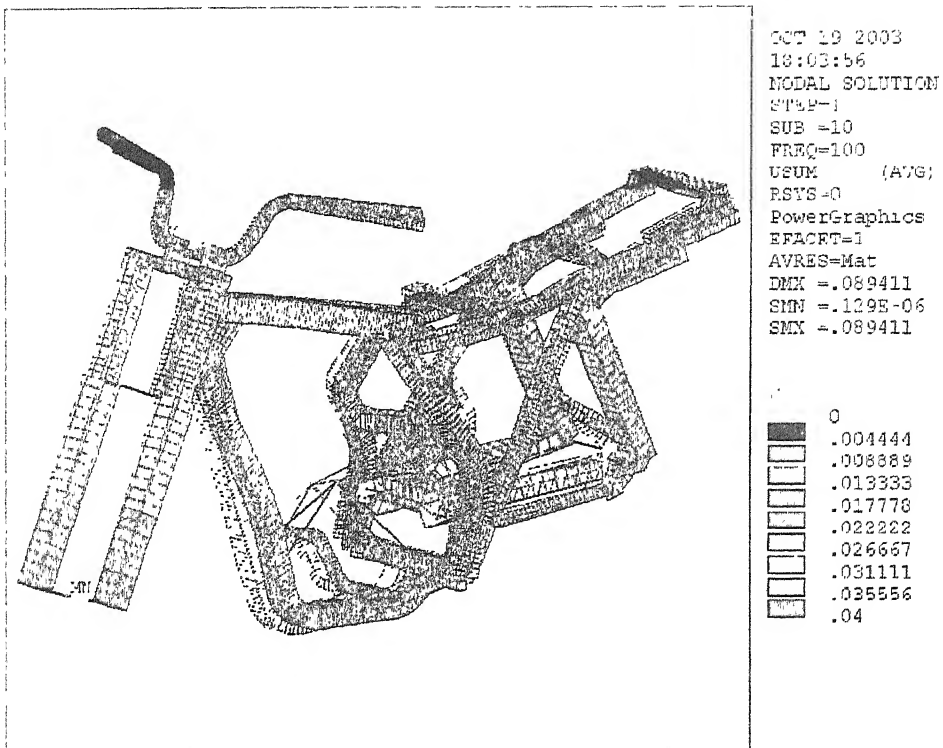 OCT 19 2003
18:03:56
NODAL SOLUTION
STEP=1
SUB =10
FREQ=100
USUM (AVG)
RSYS=0
PowerGraphics
EFACET=1
AVRES=Mat
DMX =.089411
SMN =.129E-06
SMX =.089411
0
.004444
.008889
.013333
.017778
.022222
.026667
.031111
.035556
.04
MN